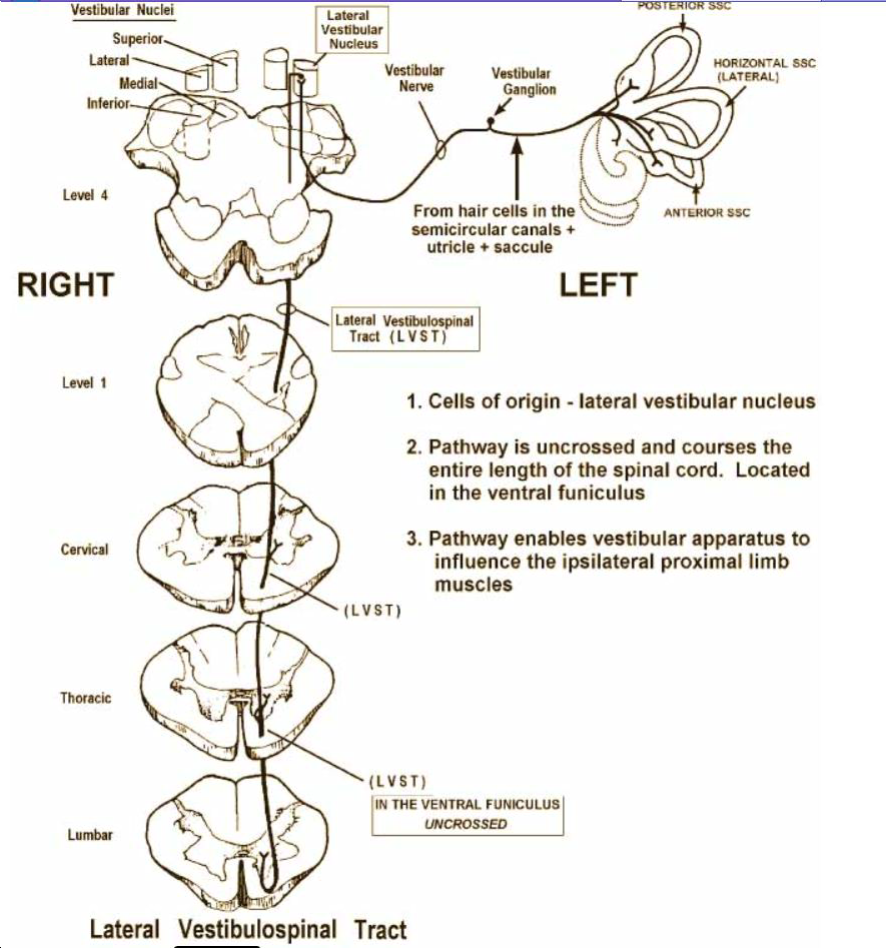 Vestibular Nuclei
Superior
Lateral
Medial
Inferior
Lateral
Vestibular
Nucleus
Vestibular
Nerve
Vestibular
Ganglion
POSTERIOR SSC
HORIZONTAL SSC
(LATERAL)
ANTERIOR SSC
Level 4
From hair cells in the
semicircular canals +
utricle + saccule
RIGHT
LEFT
Lateral Vestibulospinal
Tract (LVST)
Level 1
1. Cells of origin - lateral vestibular nucleus
2. Pathway is uncrossed and courses the
entire length of the spinal cord. Located
in the ventral funiculus
3. Pathway enables vestibular apparatus to
influence the ipsilateral proximal limb
muscles
Cervical
(LVST)
Thoracic
(LVST)
IN THE VENTRAL FUNICULUS
UNCROSSED
Lumbar
Lateral Vestibulospinal Tract